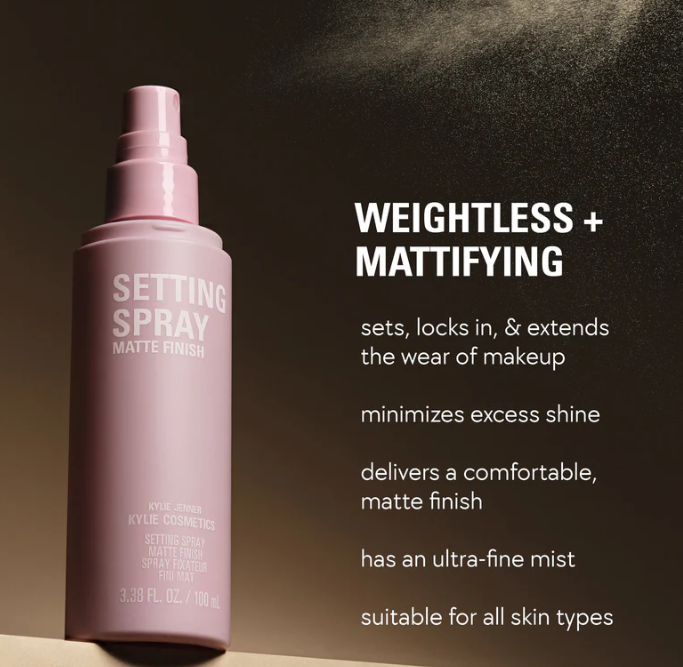 SETTING
SPRAY
MATTE FINISH
KYLIE JENNER
KYLIE COSMETICS
SETTING SPRAY
MATTE FINISH
SPRAY FIXATEUR
FINI MAT
3.38 FL. OZ. / 100 mL
WEIGHTLESS +
MATTIFYING
sets, locks in, & extends
the wear of makeup
minimizes excess shine
delivers a comfortable,
matte finish
has an ultra-fine mist
suitable for all skin types